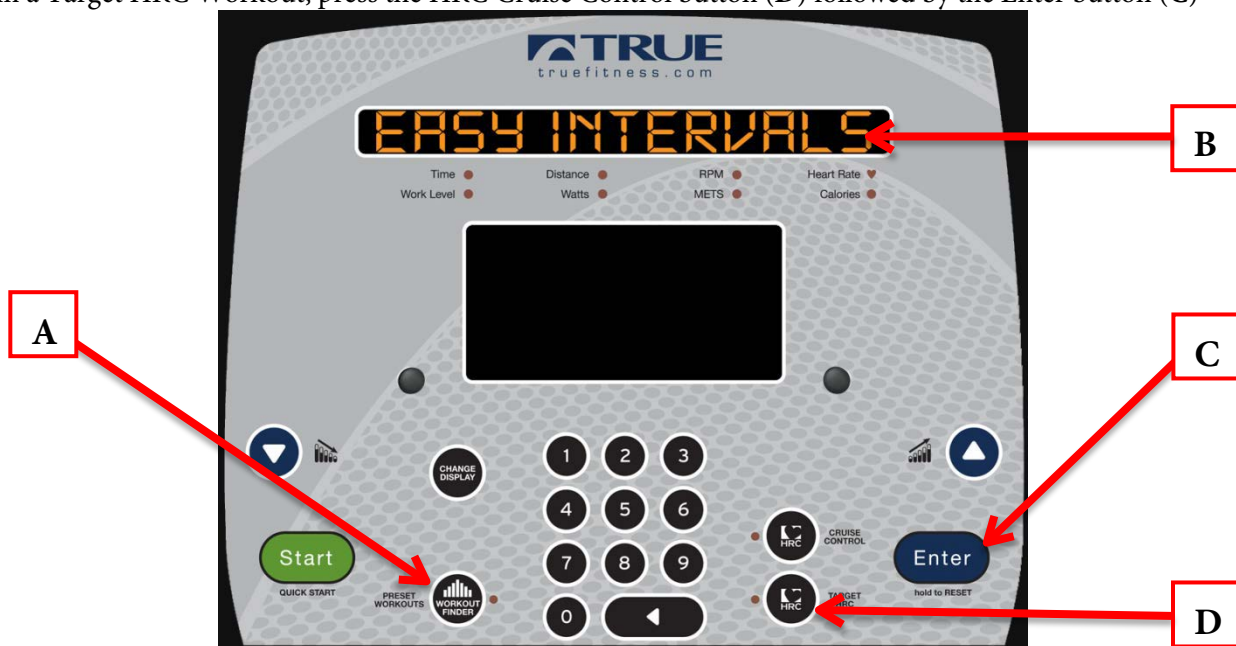 in a Target HRC Workout, press the HRC Cruise Control button (D) followed by the Enter button (C)
TRUE
truefitness.com
EASY INTERVALS
B
Time Distance RPM Heart Rate
Work Level Watts METS Calories
A
C
CHANGE
DISPLAY
1 2 3
4 5 6
7 8 9
0
HRC
CRUISE
CONTROL
Start
QUICK START
Enter
hold to RESET
PRESET
WORKOUTS
WORKOUT
FINDER
HRC
TARGET
HRC
D